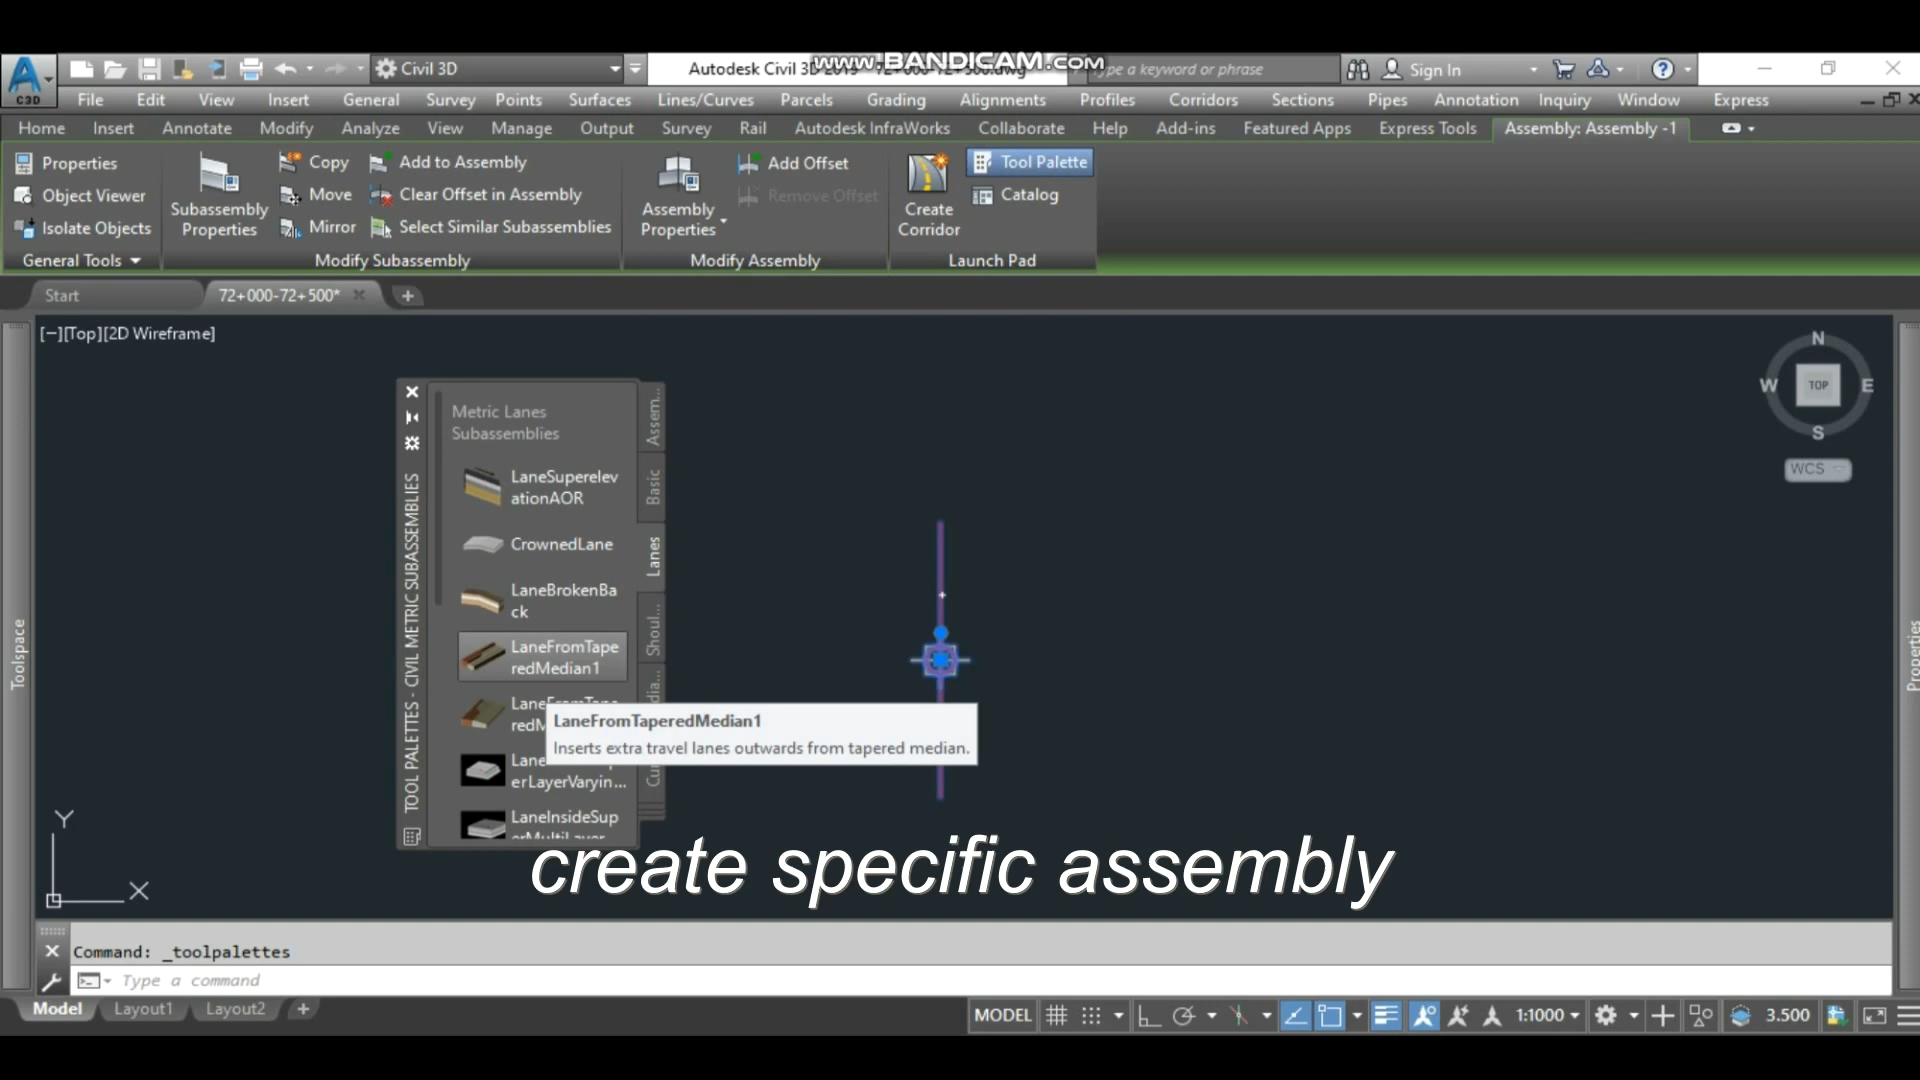 www.BANDICAM.com
C3D
Civil 3D
Autodesk Civil 3D 2019 72+000-72+500.dwg
Type a keyword or phrase
Sign In
File Edit View Insert General Survey Points Surfaces Lines/Curves Parcels Grading Alignments Profiles Corridors Sections Pipes Annotation Inquiry Window Express
Home Insert Annotate Modify Analyze View Manage Output Survey Rail Autodesk InfraWorks Collaborate Help Add-ins Featured Apps Express Tools Assembly: Assembly -1
Properties
Object Viewer
Isolate Objects
General Tools
Subassembly
Properties
Copy
Move
Mirror
Add to Assembly
Clear Offset in Assembly
Select Similar Subassemblies
Modify Subassembly
Assembly
Properties
Add Offset
Remove Offset
Modify Assembly
Create
Corridor
Tool Palette
Catalog
Launch Pad
Start 72+000-72+500*
[−][Top][2D Wireframe]
N
W TOP E
S
WCS
Toolspace
Properties
TOOL PALETTES - CIVIL METRIC SUBASSEMBLIES
Metric Lanes
Subassemblies
LaneSuperelev
ationAOR
CrownedLane
LaneBrokenBa
ck
LaneFromTape
redMedian1
LaneFromTape
redM
Lane
erLayerVaryin...
LaneInsideSup
erMultiLayer
Assem...
Basic
Lanes
Shoul...
dia...
Cu
LaneFromTaperedMedian1
Inserts extra travel lanes outwards from tapered median.
Y
X
create specific assembly
Command: _toolpalettes
Type a command
Model Layout1 Layout2
MODEL 1:1000 3.500